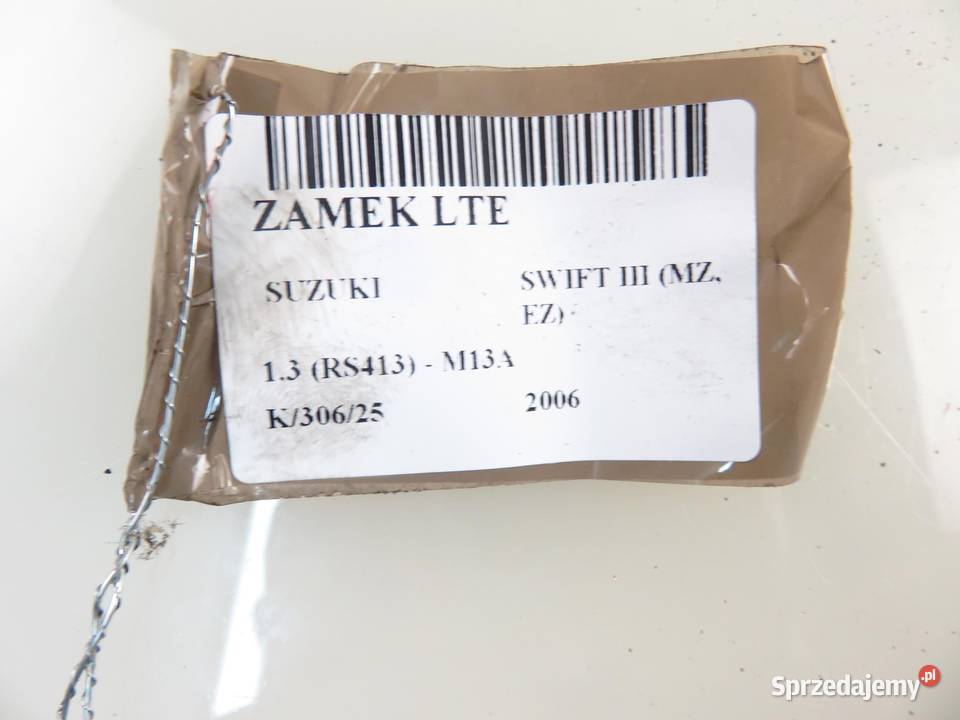 ZAMEK LTE
SUZUKI
SWIFT III (MZ,
EZ) -
1.3 (RS413) - M13A
K/306/25
2006
Sprzedajemy.pl